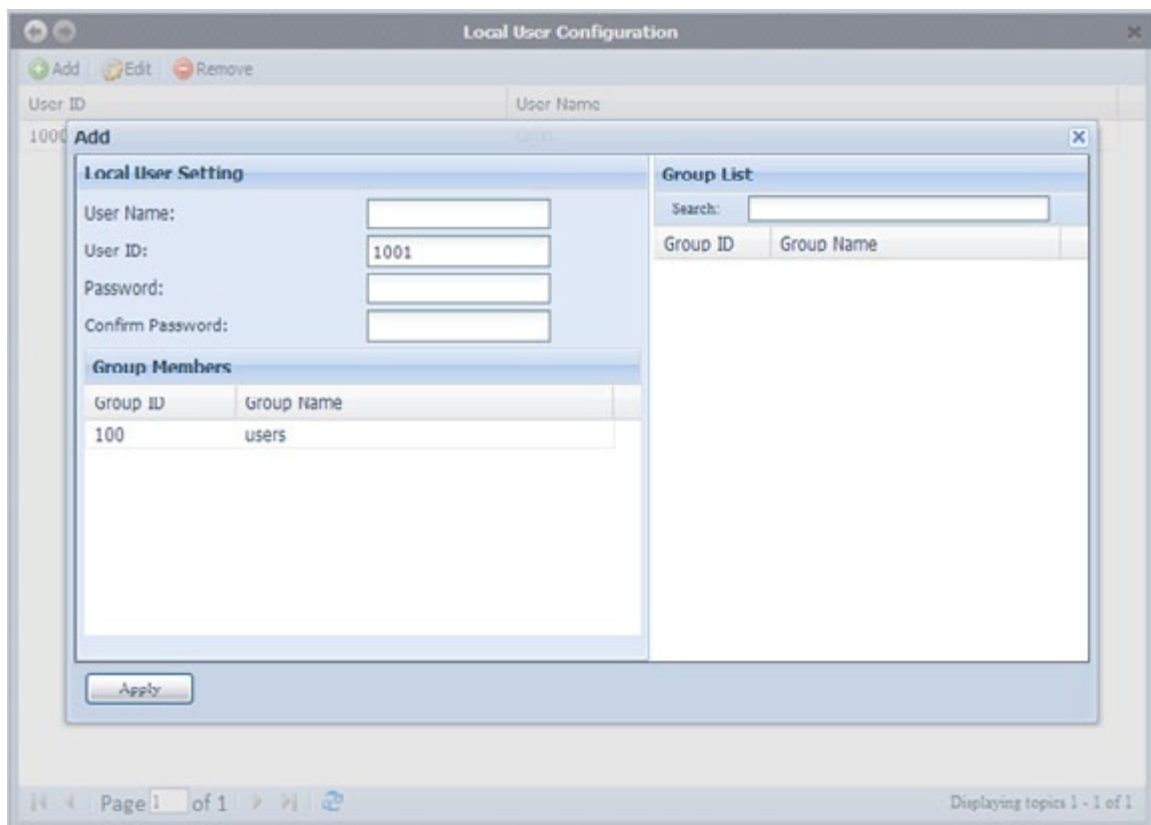 Local User Configuration
Add Edit Remove
User ID User Name
1000
Add
Local User Setting
User Name:
User ID: 1001
Password:
Confirm Password:
Group Members
Group ID Group Name
100 users
Group List
Search:
Group ID Group Name
Apply
Page 1 of 1
Displaying topics 1 - 1 of 1